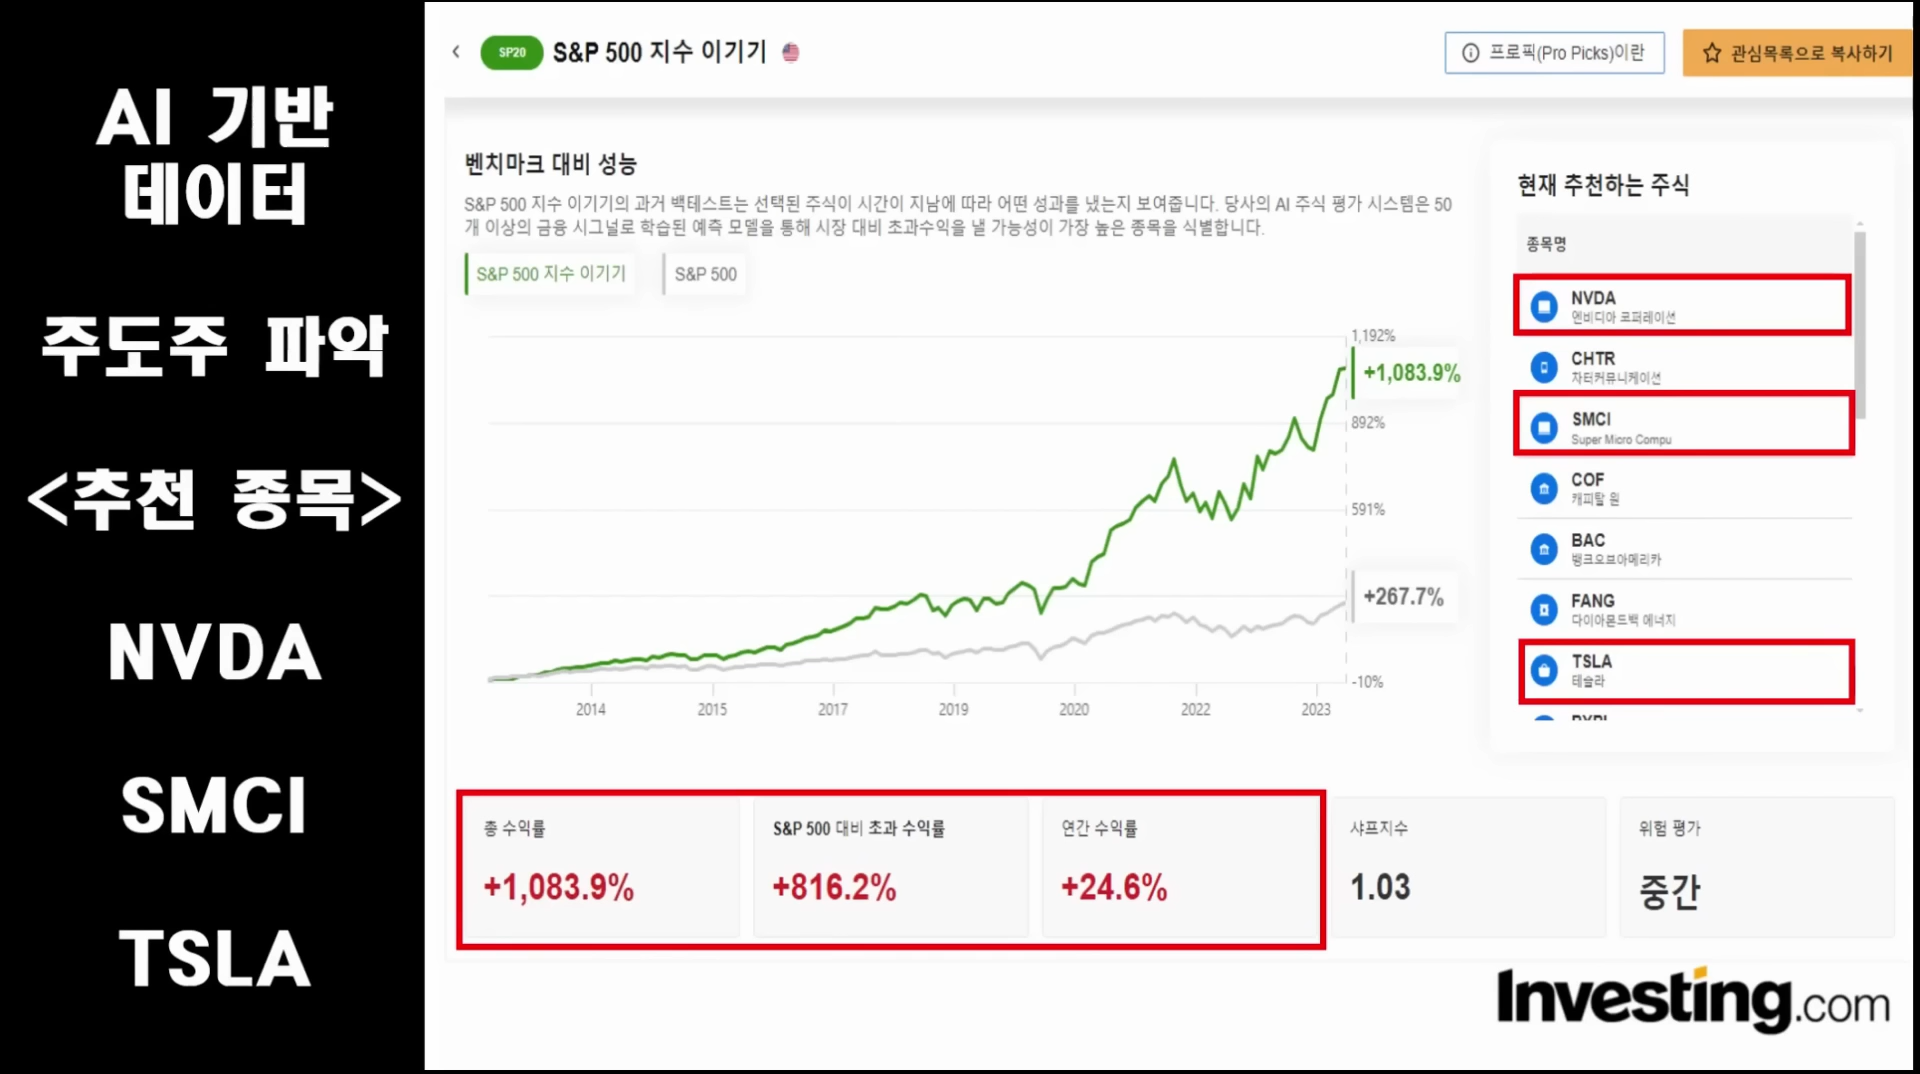 AI 기반
데이터
주도주 파악
<추천 종목>
NVDA
SMCI
TSLA
SP20
S&P 500 지수 이기기
프로픽(Pro Picks)이란
관심목록으로 복사하기
벤치마크 대비 성능
S&P 500 지수 이기기의 과거 백테스트는 선택된 주식이 시간이 지남에 따라 어떤 성과를 냈는지 보여줍니다. 당사의 AI 주식 평가 시스템은 50
개 이상의 금융 시그널로 학습된 예측 모델을 통해 시장 대비 초과수익을 낼 가능성이 가장 높은 종목을 식별합니다.
S&P 500 지수 이기기
S&P 500
1,192%
+1,083.9%
892%
591%
+267.7%
-10%
2014
2015
2017
2019
2020
2022
2023
현재 추천하는 주식
종목명
NVDA
엔비디아 코퍼레이션
CHTR
차터커뮤니케이션
SMCI
Super Micro Compu
COF
캐피탈 원
BAC
뱅크오브아메리카
FANG
다이아몬드백 에너지
TSLA
테슬라
총 수익률
+1,083.9%
S&P 500 대비 초과 수익률
+816.2%
연간 수익률
+24.6%
샤프지수
1.03
위험 평가
중간
Investing.com